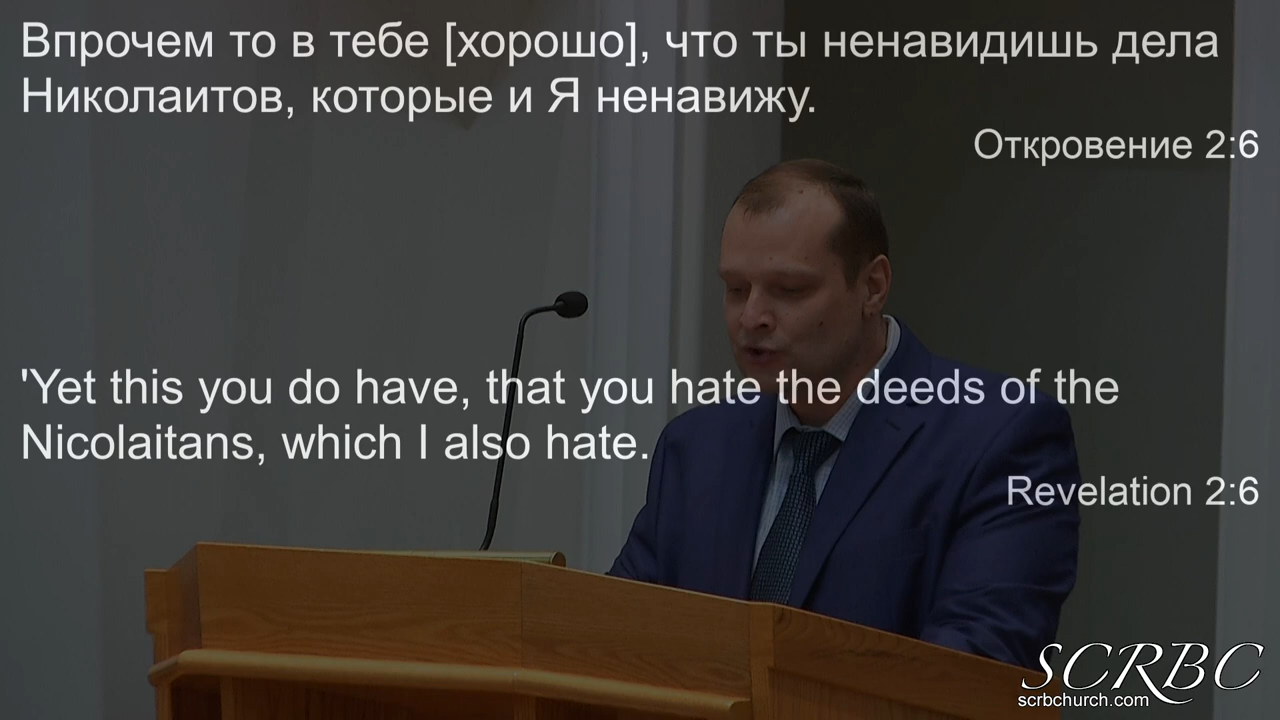 Впрочем то в тебе [хорошо], что ты ненавидишь дела
Николаитов, которые и Я ненавижу.
Откровение 2:6
'Yet this you do have, that you hate the deeds of the
Nicolaitans, which I also hate.
Revelation 2:6
SCRBC
scrbchurch.com